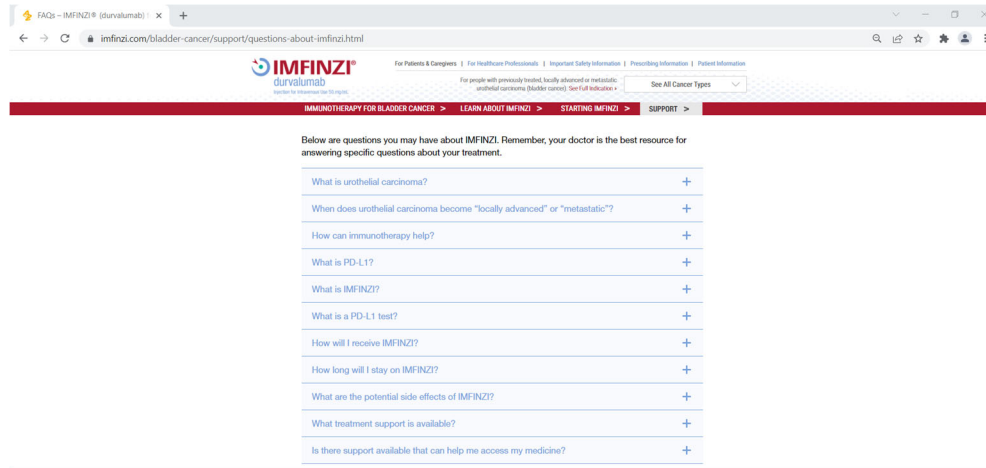 FAQs – IMFINZI® (durvalumab)
imfinzi.com/bladder-cancer/support/questions-about-imfinzi.html
IMFINZI®
durvalumab
For Patients & Caregivers | For Healthcare Professionals | Important Safety Information | Prescribing Information | Patient Information
For people with previously treated, locally advanced or metastatic
urothelial carcinoma (bladder cancer). See Full Indication
See All Cancer Types
IMMUNOTHERAPY FOR BLADDER CANCER > LEARN ABOUT IMFINZI > STARTING IMFINZI > SUPPORT >
Below are questions you may have about IMFINZI. Remember, your doctor is the best resource for
answering specific questions about your treatment.
What is urothelial carcinoma?
When does urothelial carcinoma become “locally advanced” or “metastatic”?
How can immunotherapy help?
What is PD-L1?
What is IMFINZI?
What is a PD-L1 test?
How will I receive IMFINZI?
How long will I stay on IMFINZI?
What are the potential side effects of IMFINZI?
What treatment support is available?
Is there support available that can help me access my medicine?